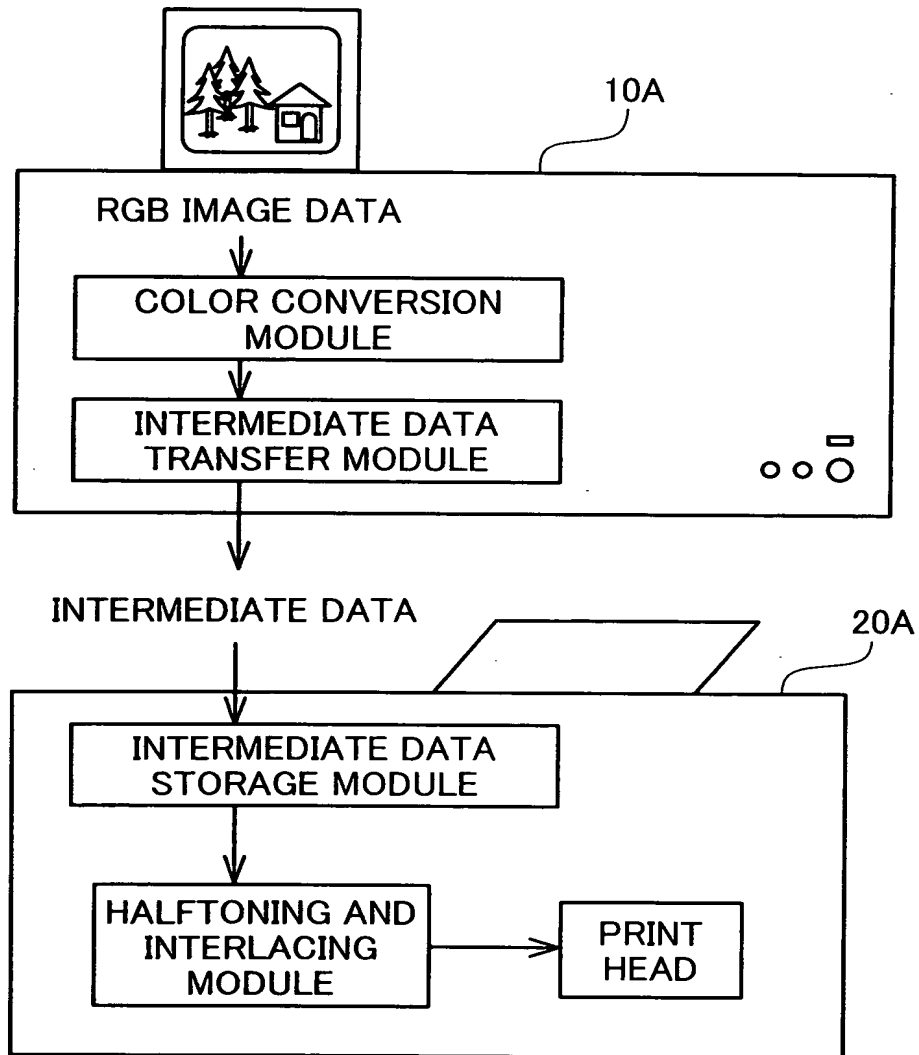 10A
RGB IMAGE DATA
COLOR CONVERSION
MODULE
INTERMEDIATE DATA
TRANSFER MODULE
INTERMEDIATE DATA
20A
INTERMEDIATE DATA
STORAGE MODULE
HALFTONING AND
INTERLACING
MODULE
PRINT
HEAD